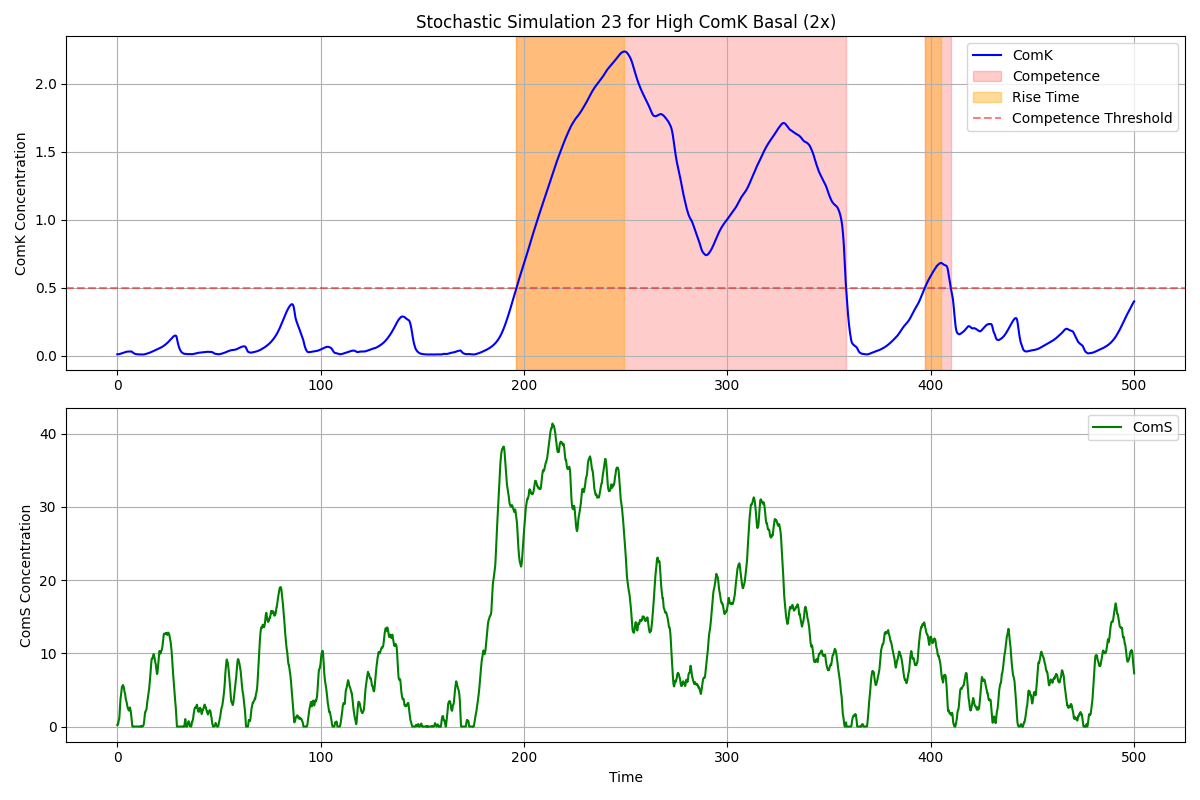 Stochastic Simulation 23 for High ComK Basal (2x)
ComK Concentration
2.0
1.5
1.0
0.5
0.0
ComK
Competence
Rise Time
Competence Threshold
0 100 200 300 400 500
ComS Concentration
40
30
20
10
0
ComS
0 100 200 300 400 500
Time